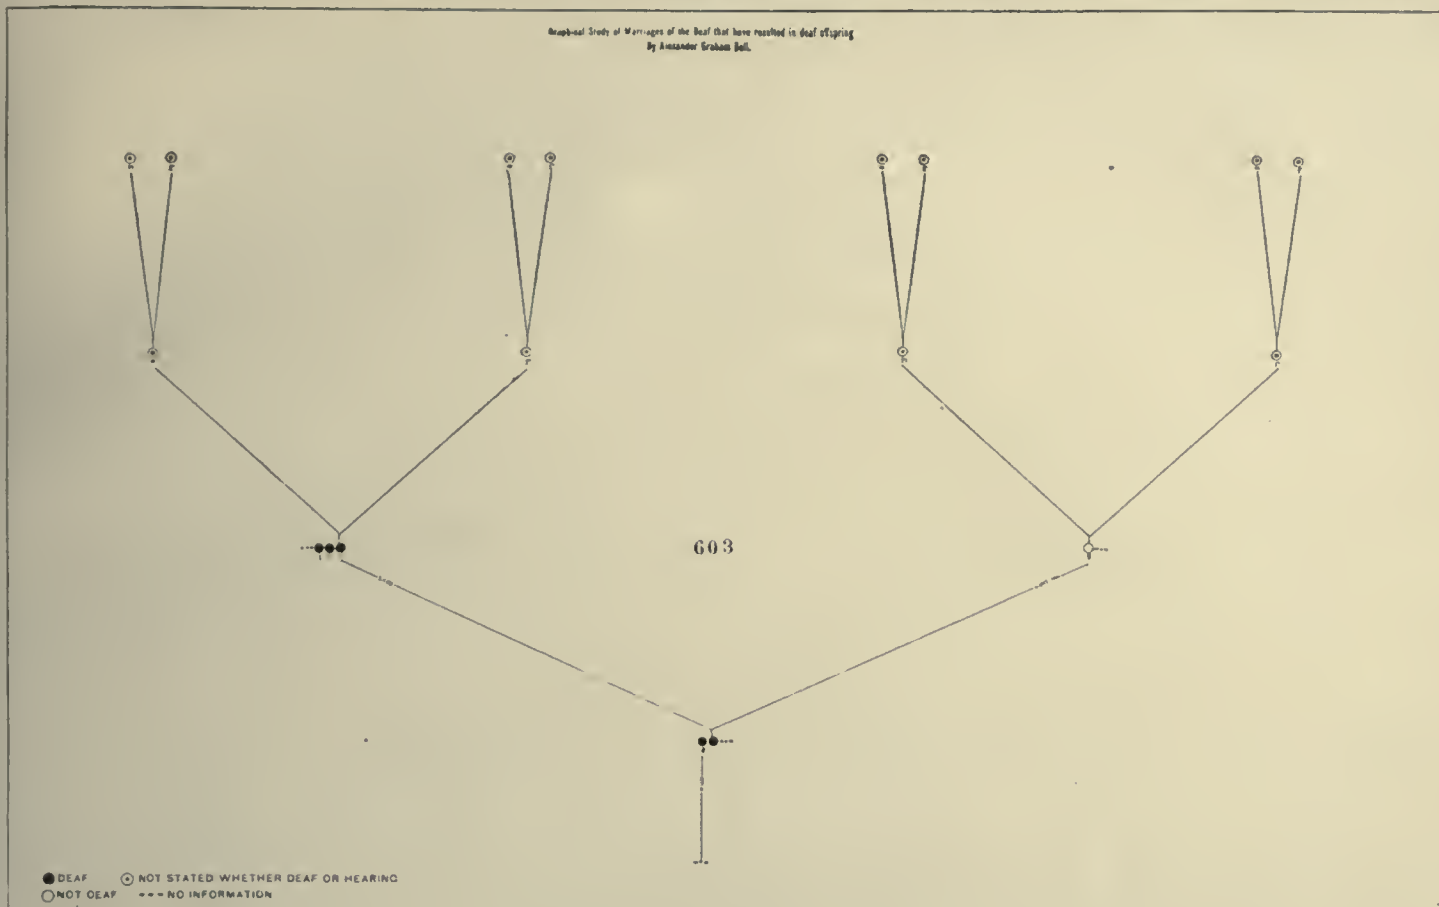 Graphical Study of Marriages of the Deaf that have resulted in deaf offspring
By Alexander Graham Bell.
603
DEAF NOT STATED WHETHER DEAF OR HEARING
NOT DEAF --- NO INFORMATION